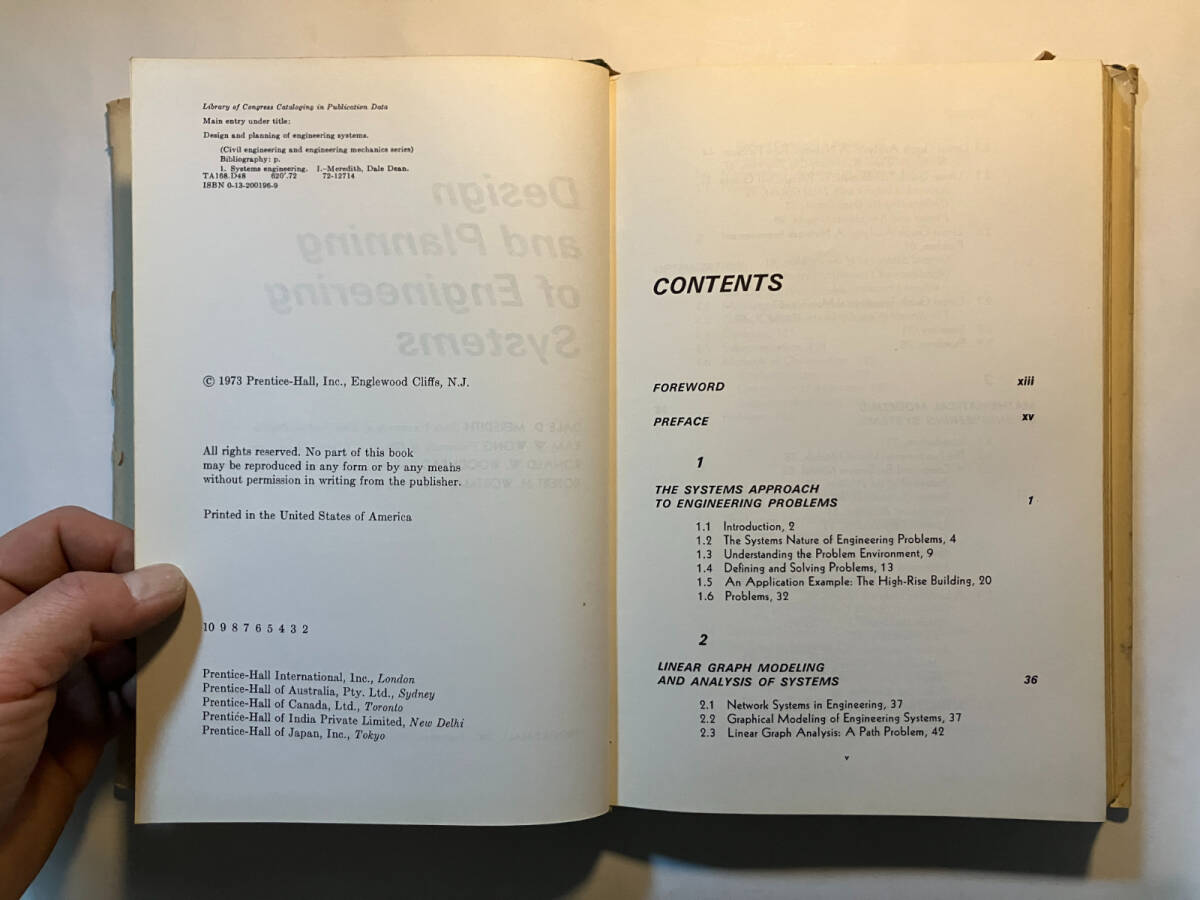 Library of Congress Cataloging in Publication Data
Main entry under title:
Design and planning of engineering systems.
(Civil engineering and engineering mechanics series)
Bibliography: p.
1. Systems engineering. I.-Meredith, Dale Dean.
TA168.D48 620'.72 72-12714
ISBN 0-13-200196-9
Design
and Planning
of Engineering
Systems
© 1973 Prentice-Hall, Inc., Englewood Cliffs, N.J.
All rights reserved. No part of this book
may be reproduced in any form or by any means
without permission in writing from the publisher.
Printed in the United States of America
10 9 8 7 6 5 4 3 2
Prentice-Hall International, Inc., London
Prentice-Hall of Australia, Pty. Ltd., Sydney
Prentice-Hall of Canada, Ltd., Toronto
Prentice-Hall of India Private Limited, New Delhi
Prentice-Hall of Japan, Inc., Tokyo
CONTENTS
FOREWORD xiii
PREFACE xv
1
THE SYSTEMS APPROACH
TO ENGINEERING PROBLEMS 1
1.1 Introduction, 2
1.2 The Systems Nature of Engineering Problems, 4
1.3 Understanding the Problem Environment, 9
1.4 Defining and Solving Problems, 13
1.5 An Application Example: The High-Rise Building, 20
1.6 Problems, 32
2
LINEAR GRAPH MODELING
AND ANALYSIS OF SYSTEMS 36
2.1 Network Systems in Engineering, 37
2.2 Graphical Modeling of Engineering Systems, 37
2.3 Linear Graph Analysis: A Path Problem, 42
v